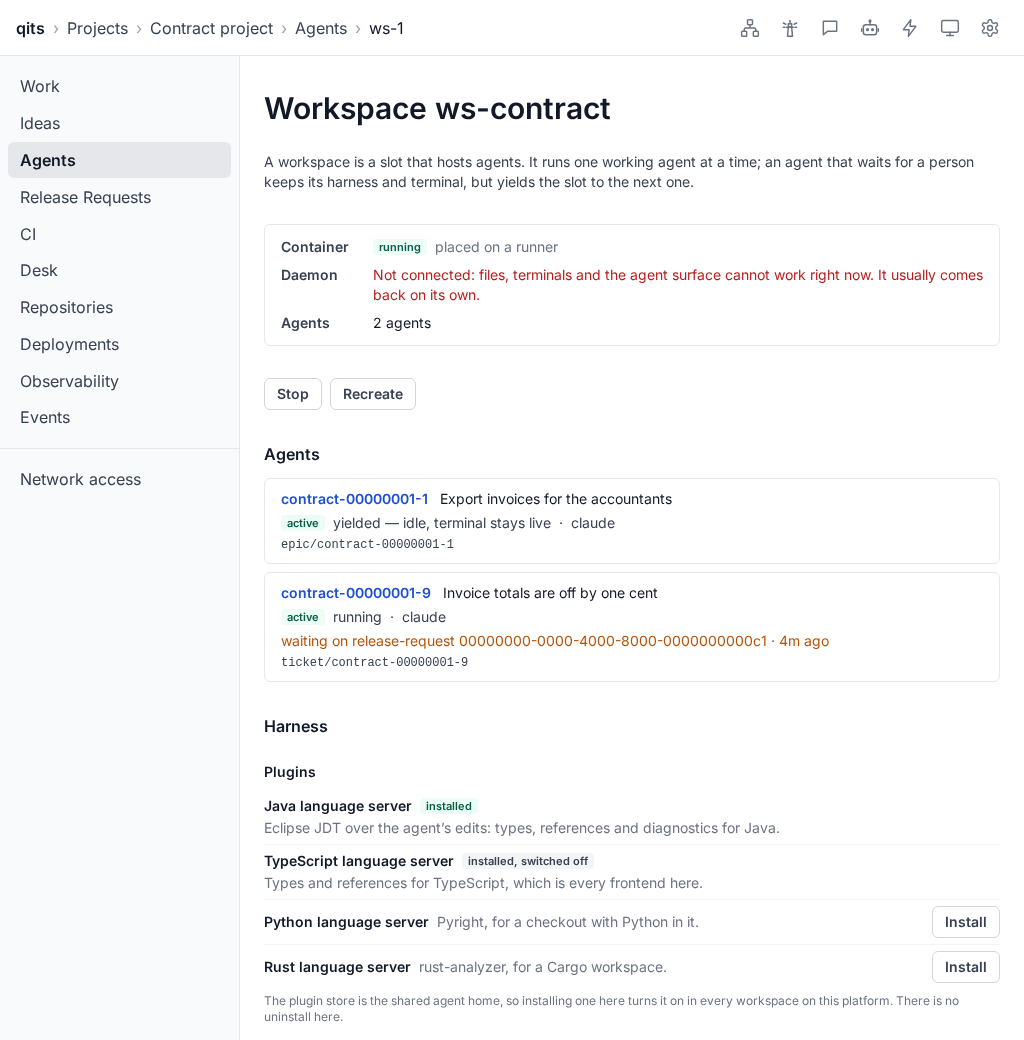 qits › Projects › Contract project › Agents › ws-1
Work
Ideas
Agents
Release Requests
CI
Desk
Repositories
Deployments
Observability
Events
Network access
Workspace ws-contract
A workspace is a slot that hosts agents. It runs one working agent at a time; an agent that waits for a person
keeps its harness and terminal, but yields the slot to the next one.
Container running placed on a runner
Daemon Not connected: files, terminals and the agent surface cannot work right now. It usually comes
back on its own.
Agents 2 agents
Stop Recreate
Agents
contract-00000001-1 Export invoices for the accountants
active yielded — idle, terminal stays live · claude
epic/contract-00000001-1
contract-00000001-9 Invoice totals are off by one cent
active running · claude
waiting on release-request 00000000-0000-4000-8000-0000000000c1 · 4m ago
ticket/contract-00000001-9
Harness
Plugins
Java language server installed
Eclipse JDT over the agent’s edits: types, references and diagnostics for Java.
TypeScript language server installed, switched off
Types and references for TypeScript, which is every frontend here.
Python language server Pyright, for a checkout with Python in it. Install
Rust language server rust-analyzer, for a Cargo workspace. Install
The plugin store is the shared agent home, so installing one here turns it on in every workspace on this platform. There is no
uninstall here.